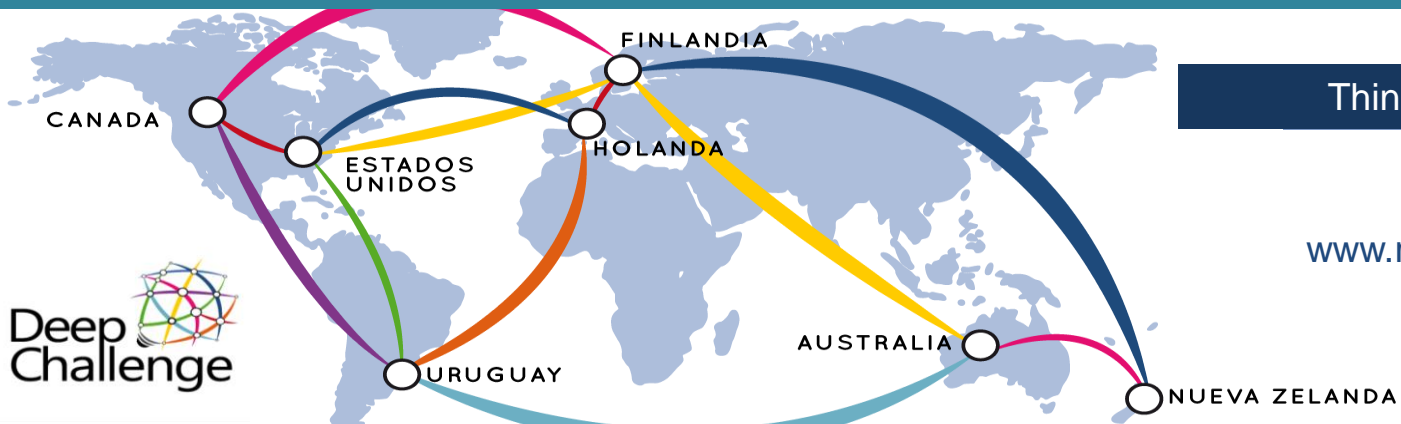 FINLANDIA
CANADA
HOLANDA
ESTADOS
UNIDOS
Deep
Challenge
URUGUAY
AUSTRALIA
NUEVA ZELANDA